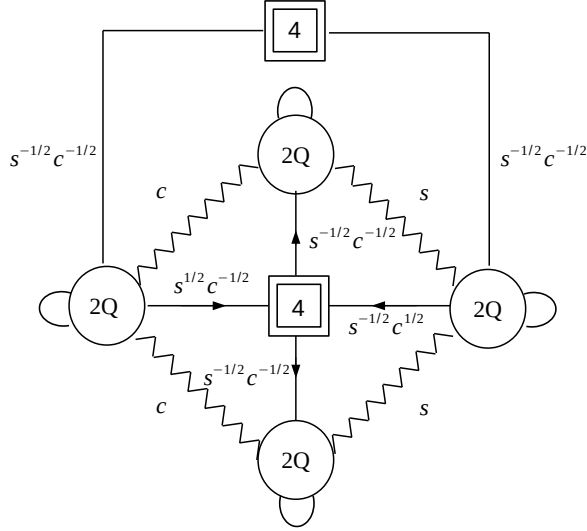 4
2Q
s^{-1/2} c^{-1/2}
s^{-1/2} c^{-1/2}
c
s
s^{-1/2} c^{-1/2}
s^{1/2} c^{-1/2}
2Q
4
2Q
s^{-1/2} c^{1/2}
s^{-1/2} c^{-1/2}
c
s
2Q